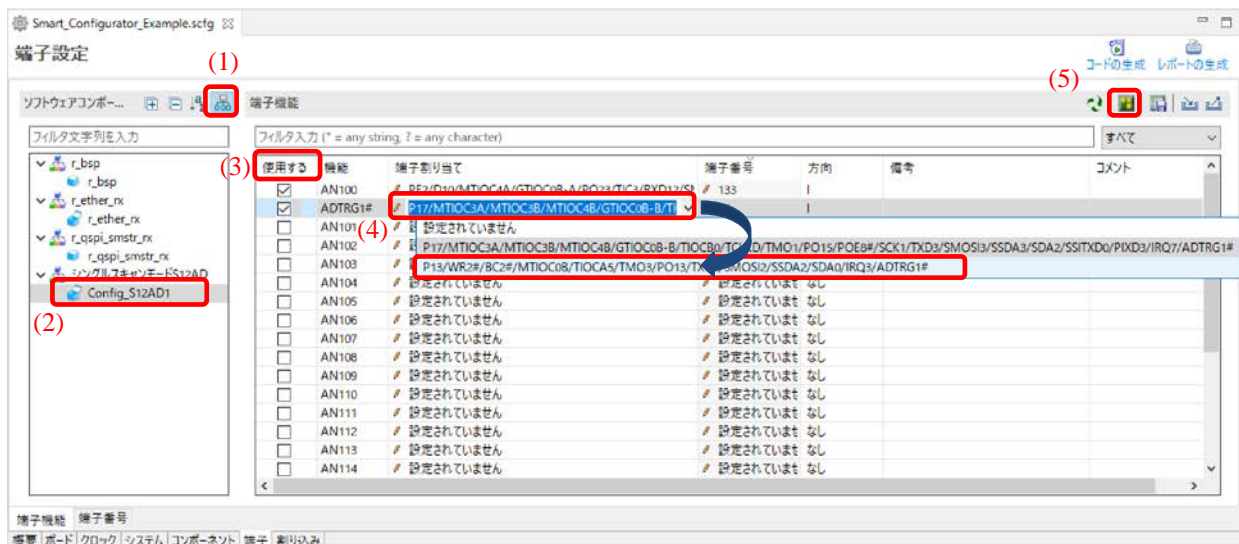 Smart_Configurator_Example.scfg
端子設定
コードの生成 レポートの生成
(1)
(5)
ソフトウェアコンポー...
端子機能
フィルタ文字列を入力
フィルタ入力 (* = any string, ? = any character)
すべて
r_bsp
r_bsp
r_ether_rx
r_ether_rx
r_qspi_smstr_rx
r_qspi_smstr_rx
シングルスキャンモードS12AD
Config_S12AD1
(2)
(3)
使用する 機能 端子割り当て 端子番号 方向 備考 コメント
AN100 PE2/D10/MTIOC4A/GTIOC0B-A/PO23/TIC3/RXD12/ 133 I
ADTRG1# P17/MTIOC3A/MTIOC3B/MTIOC4B/GTIOC0B-B/TI I
(4)
AN101 設定されていません
AN102 P17/MTIOC3A/MTIOC3B/MTIOC4B/GTIOC0B-B/TIOCB0/TCLKD/TMO1/PO15/POE8#/SCK1/TXD3/SMOSI3/SSDA3/SDA2/SSITXD0/PIXD3/IRQ7/ADTRG1#
AN103 P13/WR2#/BC2#/MTIOC0B/TIOCA5/TMO3/PO13/TXD2/SMOSI2/SSDA2/SDA0/IRQ3/ADTRG1#
AN104 設定されていません 設定されていませ なし
AN105 設定されていません 設定されていませ なし
AN106 設定されていません 設定されていませ なし
AN107 設定されていません 設定されていませ なし
AN108 設定されていません 設定されていませ なし
AN109 設定されていません 設定されていませ なし
AN110 設定されていません 設定されていませ なし
AN111 設定されていません 設定されていませ なし
AN112 設定されていません 設定されていませ なし
AN113 設定されていません 設定されていませ なし
AN114 設定されていません 設定されていませ なし
端子機能 端子番号
概要 ボード クロック システム コンポーネント 端子 割り込み